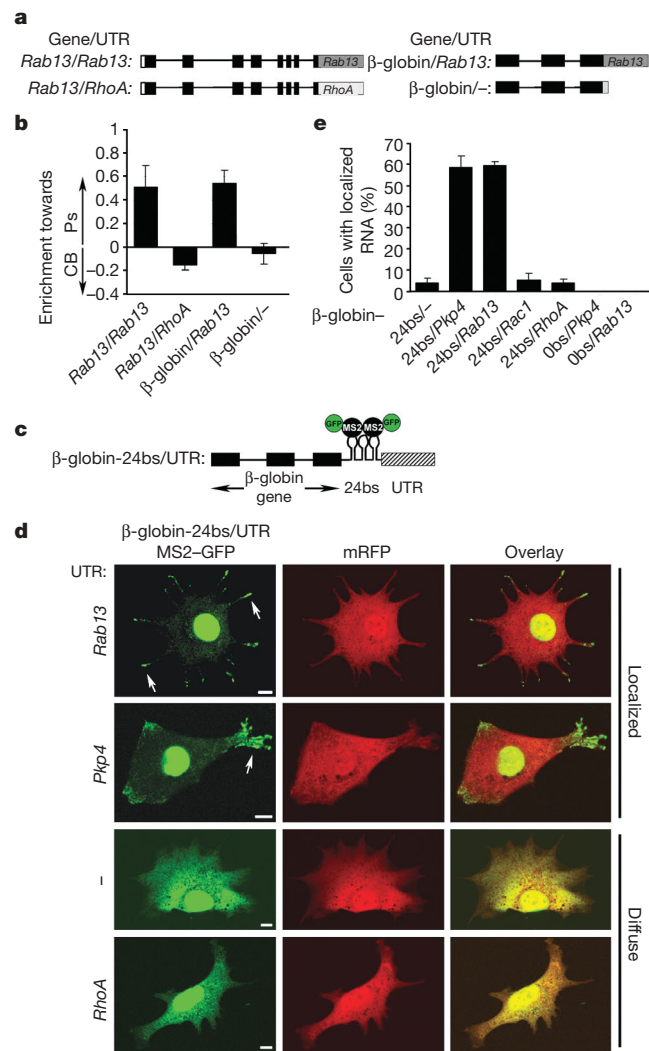 a
Gene/UTR
Rab13/Rab13:
Rab13
Rab13/RhoA:
RhoA
Gene/UTR
β-globin/Rab13:
Rab13
β-globin/–:
b
Enrichment towards
CB
Ps
1
0.8
0.6
0.4
0.2
0
–0.2
–0.4
Rab13/Rab13
Rab13/RhoA
β-globin/Rab13
β-globin/–
e
Cells with localized
RNA (%)
70
60
50
40
30
20
10
0
β-globin–
24bs/–
24bs/Pkp4
24bs/Rab13
24bs/Rac1
24bs/RhoA
0bs/Pkp4
0bs/Rab13
c
GFP MS2 MS2 GFP
β-globin-24bs/UTR:
β-globin
gene
24bs
UTR
d
β-globin-24bs/UTR
MS2–GFP
mRFP
Overlay
UTR:
Rab13
Pkp4
–
RhoA
Localized
Diffuse